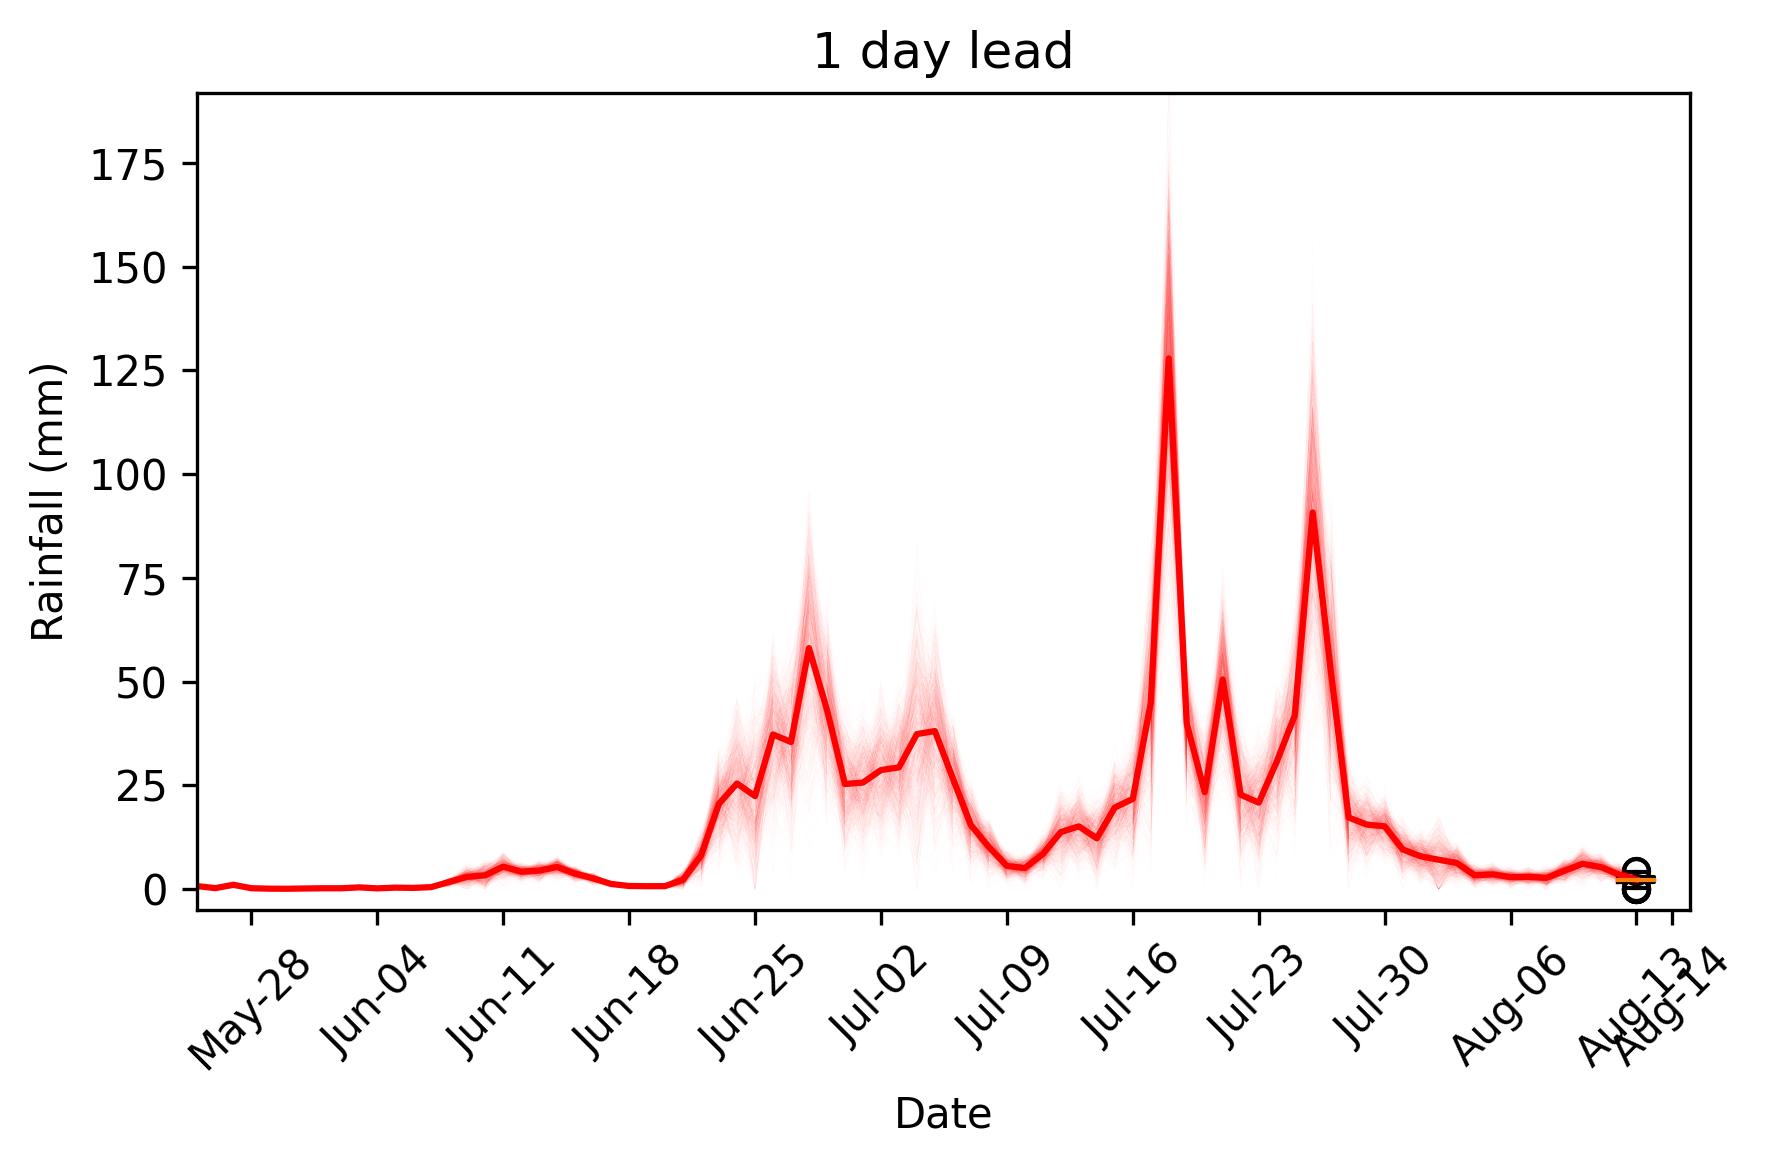 1 day lead
Rainfall (mm)
175
150
125
100
75
50
25
0
May-28
Jun-04
Jun-11
Jun-18
Jun-25
Jul-02
Jul-09
Jul-16
Jul-23
Jul-30
Aug-06
Aug-13
Aug-14
Date